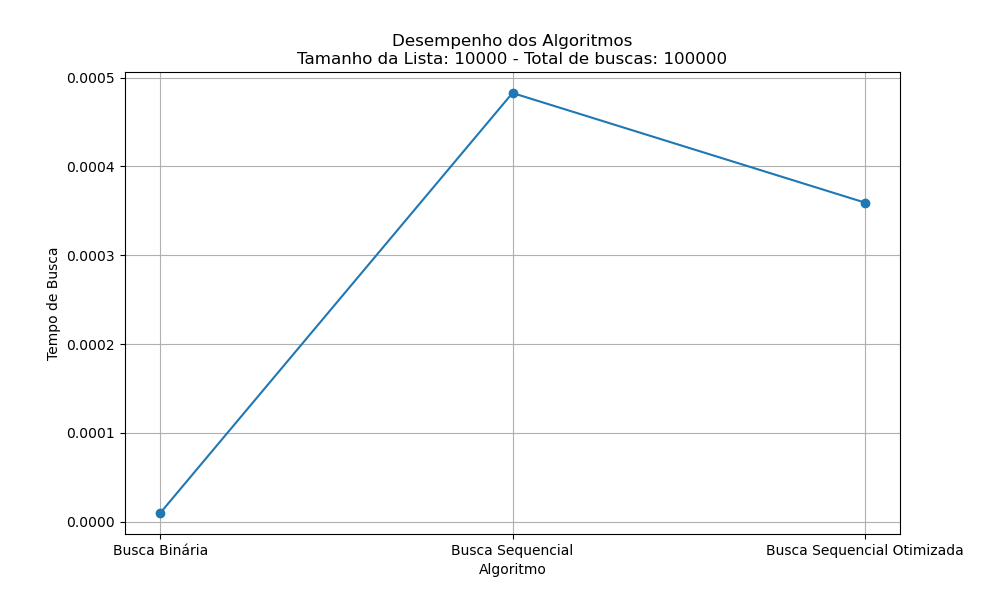 Desempenho dos Algoritmos
Tamanho da Lista: 10000 - Total de buscas: 100000
0.0005
0.0004
0.0003
0.0002
0.0001
0.0000
Tempo de Busca
Busca Binária
Busca Sequencial
Busca Sequencial Otimizada
Algoritmo